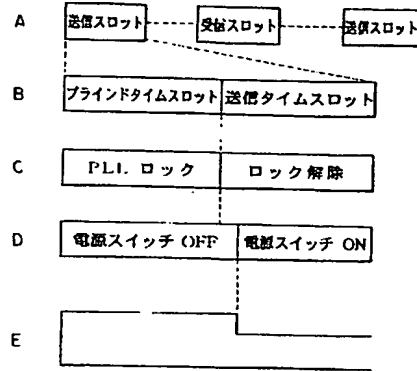 A 送信スロット 受信スロット 送信スロット
B ブラインドタイムスロット 送信タイムスロット
C PLL ロック ロック解除
D 電源スイッチ OFF 電源スイッチ ON
E